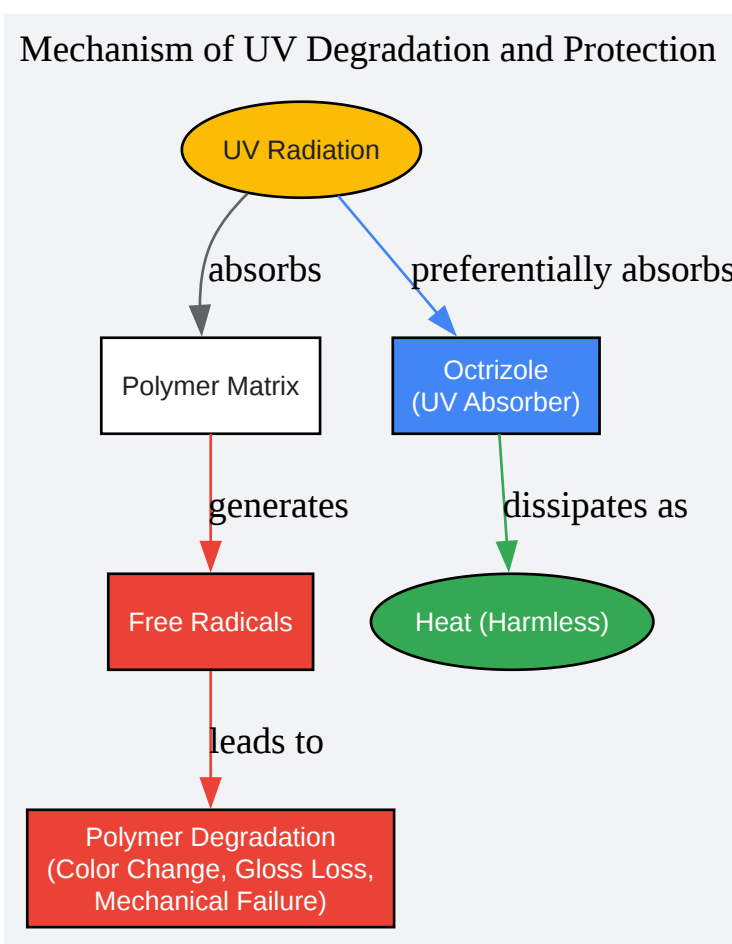 Mechanism of UV Degradation and Protection
UV Radiation
absorbs
preferentially absorbs
Polymer Matrix
Octrizole
(UV Absorber)
generates
dissipates as
Free Radicals
Heat (Harmless)
leads to
Polymer Degradation
(Color Change, Gloss Loss,
Mechanical Failure)